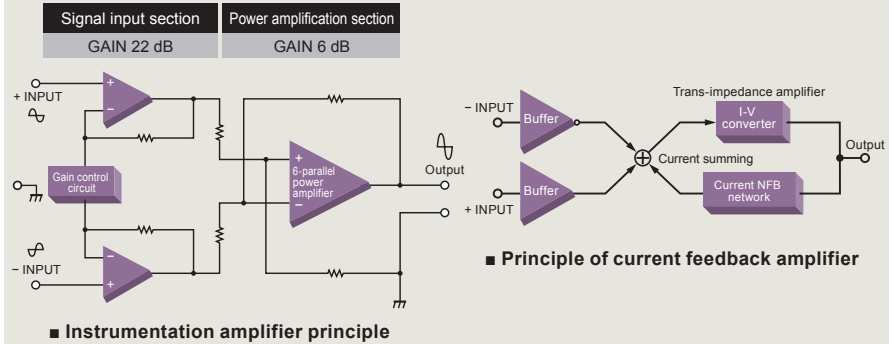 Signal input section
Power amplification section
GAIN 22 dB
GAIN 6 dB
+
+ INPUT
−
Gain control
circuit
− INPUT
−
+
+
6-parallel
power
amplifier
−
Output
− INPUT
Buffer
+ INPUT
Buffer
Trans-impedance amplifier
I-V
converter
Current summing
Current NFB
network
Output
■ Principle of current feedback amplifier
■ Instrumentation amplifier principle